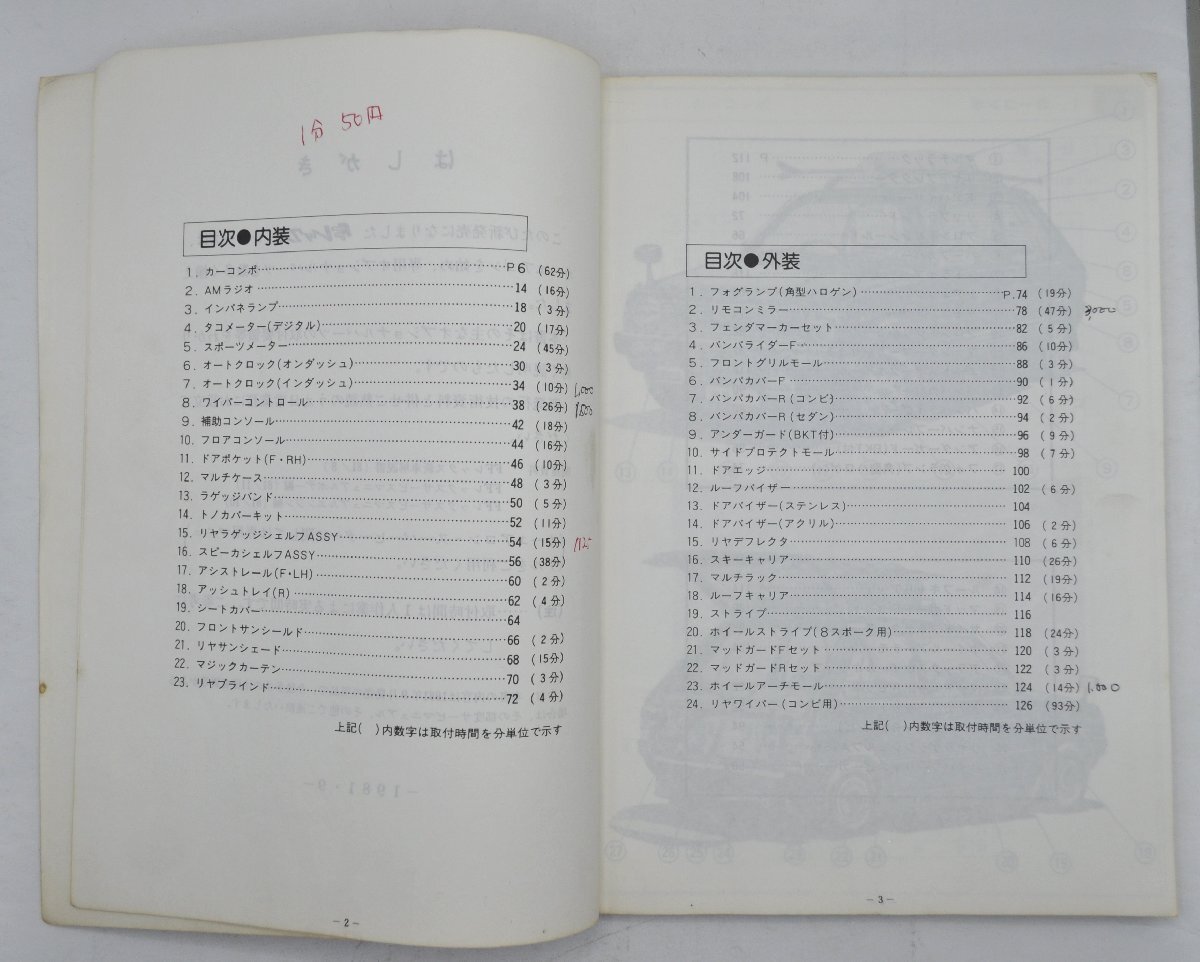 1分 50円
目次●内装
1. カーコンポ P6 (62分)
2. AMラジオ 14 (16分)
3. インパネランプ 18 (3分)
4. タコメーター(デジタル) 20 (17分)
5. スポーツメーター 24 (45分)
6. オートクロック(オンダッシュ) 30 (3分)
7. オートクロック(インダッシュ) 34 (10分) 1,000
8. ワイパーコントロール 38 (26分) 1,500
9. 補助コンソール 42 (18分)
10. フロアコンソール 44 (16分)
11. ドアポケット(F・RH) 46 (10分)
12. マルチケース 48 (3分)
13. ラゲッジバンド 50 (5分)
14. トノカバーキット 52 (11分)
15. リヤラゲッジシェルフASSY 54 (15分)
16. スピーカシェルフASSY 56 (38分)
17. アシストレール(F・LH) 60 (2分)
18. アッシュトレイ(R) 62 (4分)
19. シートカバー 64
20. フロントサンシールド 66 (2分)
21. リヤサンシェード 68 (15分)
22. マジックカーテン 70 (3分)
23. リヤブラインド 72 (4分)
上記( )内数字は取付時間を分単位で示す
－2－
目次●外装
1. フォグランプ(角型ハロゲン) P.74 (19分)
2. リモコンミラー 78 (47分) 3,000
3. フェンダマーカーセット 82 (5分)
4. バンパライダーF 86 (10分)
5. フロントグリルモール 88 (3分)
6. バンパカバーF 90 (1分)
7. バンパカバーR(コンビ) 92 (6分)
8. バンパカバーR(セダン) 94 (2分)
9. アンダーガード(BKT付) 96 (9分)
10. サイドプロテクトモール 98 (7分)
11. ドアエッジ 100
12. ルーフバイザー 102 (6分)
13. ドアバイザー(ステンレス) 104
14. ドアバイザー(アクリル) 106 (2分)
15. リヤデフレクタ 108 (6分)
16. スキーキャリア 110 (26分)
17. マルチラック 112 (19分)
18. ルーフキャリア 114 (16分)
19. ストライプ 116
20. ホイールストライプ(8スポーク用) 118 (24分)
21. マッドガードFセット 120 (3分)
22. マッドガードRセット 122 (3分)
23. ホイールアーチモール 124 (14分) 1,000
24. リヤワイパー(コンビ用) 126 (93分)
上記( )内数字は取付時間を分単位で示す
－3－